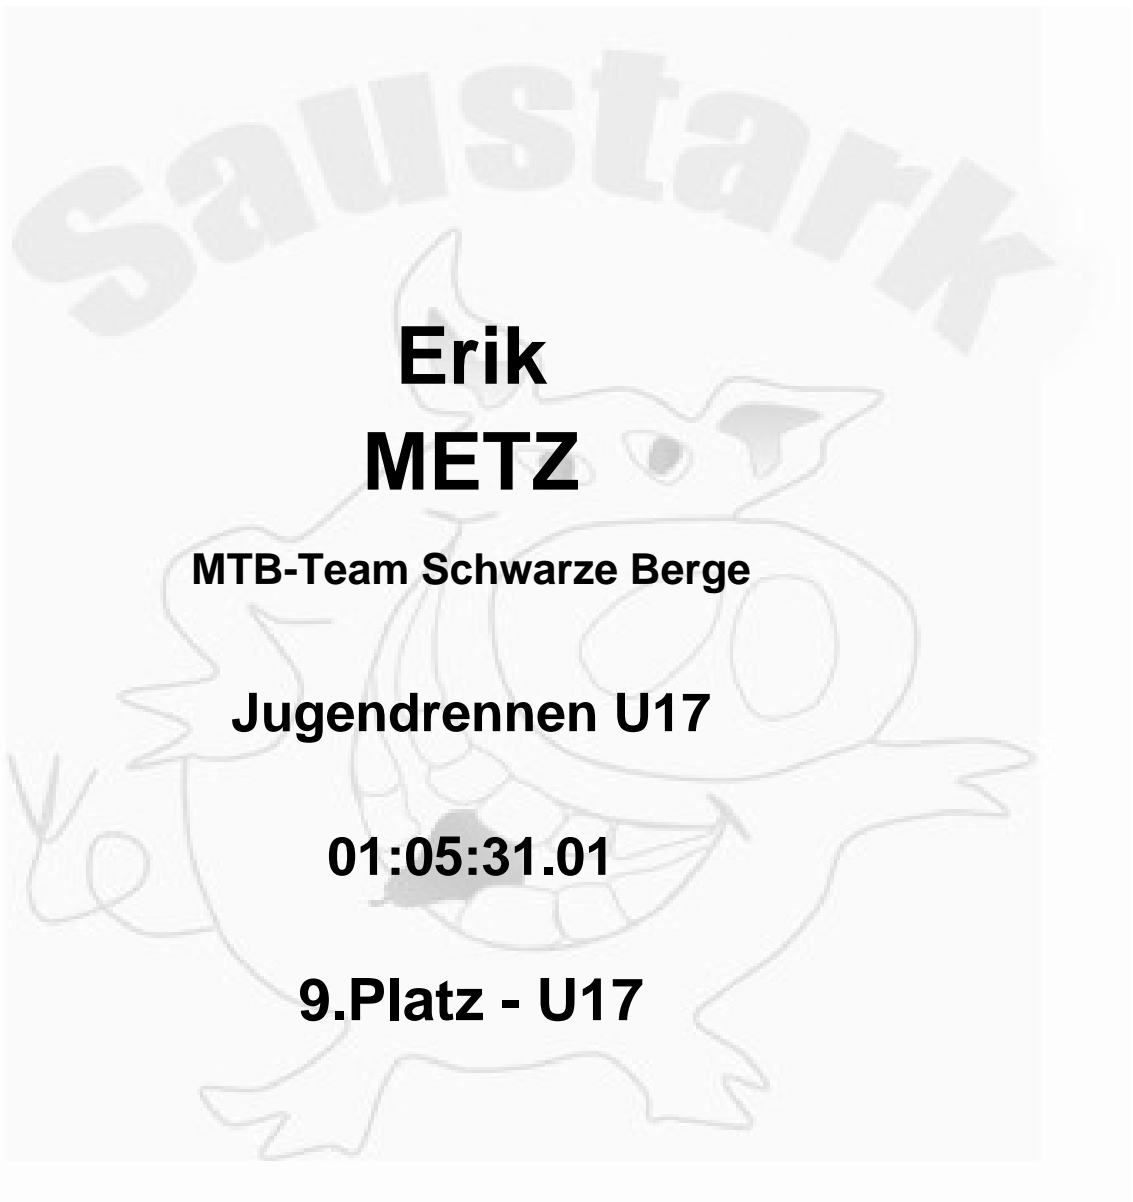 Saustark
Erik
METZ
MTB-Team Schwarze Berge
Jugendrennen U17
01:05:31.01
9.Platz - U17